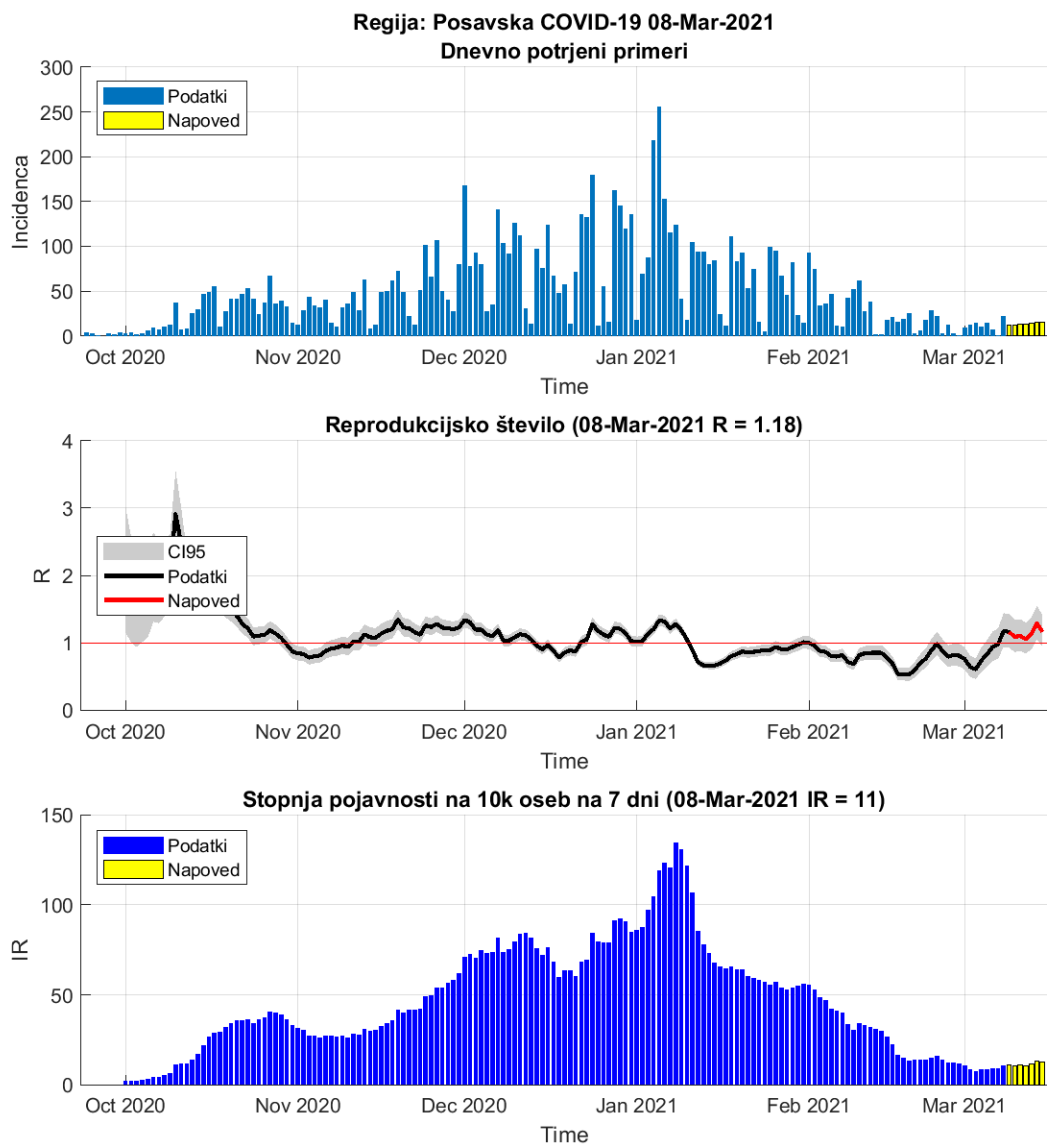 Regija: Posavska COVID-19 08-Mar-2021
Dnevno potrjeni primeri
300
250
200
150
100
50
0
Incidenca
Podatki
Napoved
Oct 2020
Nov 2020
Dec 2020
Jan 2021
Feb 2021
Mar 2021
Time
Reprodukcijsko število (08-Mar-2021 R = 1.18)
4
3
2
1
0
R
CI95
Podatki
Napoved
Oct 2020
Nov 2020
Dec 2020
Jan 2021
Feb 2021
Mar 2021
Time
Stopnja pojavnosti na 10k oseb na 7 dni (08-Mar-2021 IR = 11)
150
100
50
0
IR
Podatki
Napoved
Oct 2020
Nov 2020
Dec 2020
Jan 2021
Feb 2021
Mar 2021
Time